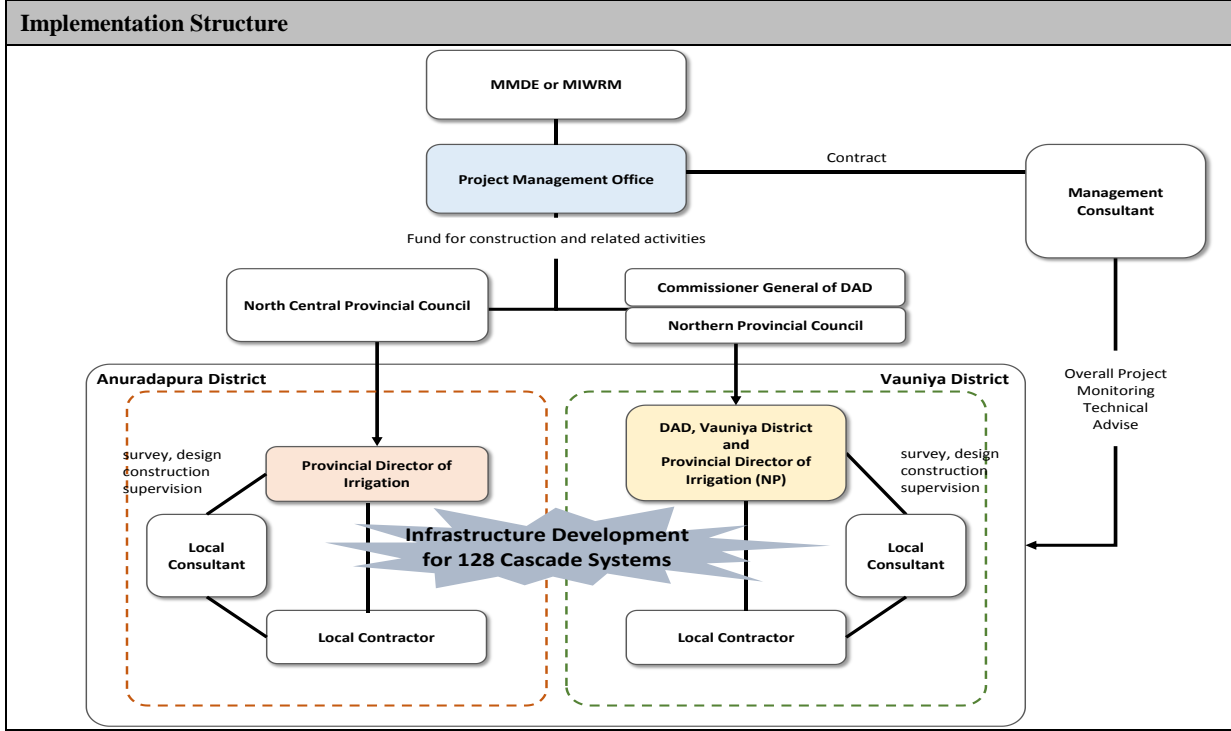 Implementation Structure
MMDE or MIWRM
Project Management Office
Contract
Management
Consultant
Fund for construction and related activities
North Central Provincial Council
Commissioner General of DAD
Northern Provincial Council
Anuradapura District
Vauniya District
Overall Project
Monitoring
Technical
Advise
survey, design
construction
supervision
Provincial Director of
Irrigation
DAD, Vauniya District
and
Provincial Director of
Irrigation (NP)
survey, design
construction
supervision
Local
Consultant
Infrastructure Development
for 128 Cascade Systems
Local
Consultant
Local Contractor
Local Contractor